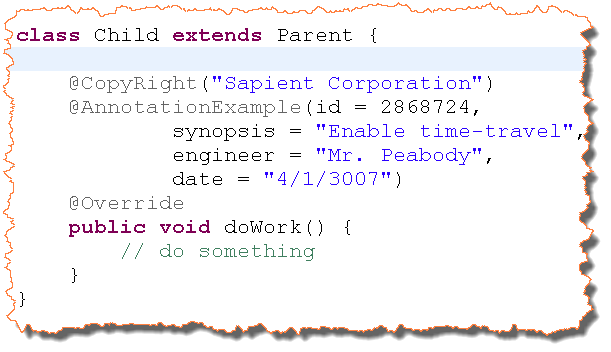 class Child extends Parent {
@CopyRight("Sapient Corporation")
@AnnotationExample(id = 2868724,
synopsis = "Enable time-travel",
engineer = "Mr. Peabody",
date = "4/1/3007")
@Override
public void doWork() {
// do something
}
}